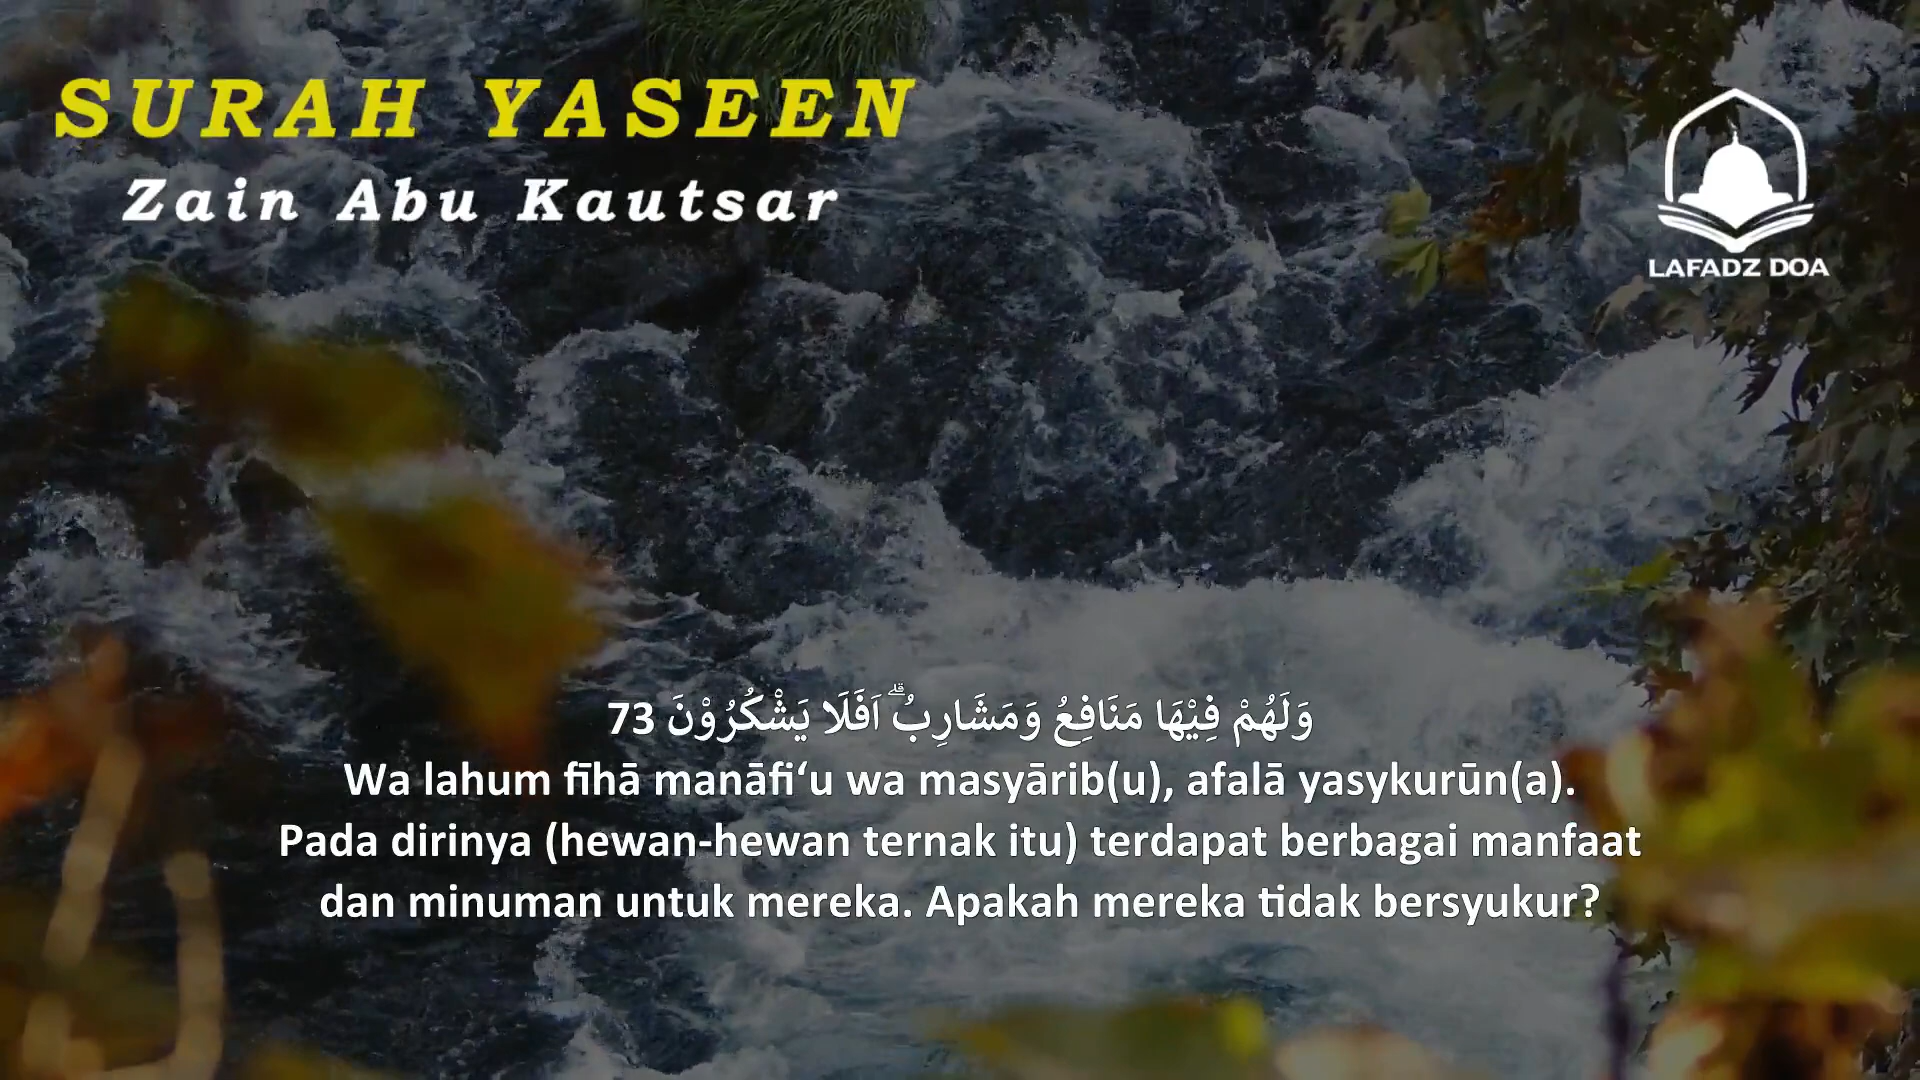 SURAH YASEEN
Zain Abu Kautsar
LAFADZ DOA
وَلَهُمْ فِيْهَا مَنَافِعُ وَمَشَارِبُۗ اَفَلَا يَشْكُرُوْنَ 73
Wa lahum fīhā manāfi‘u wa masyārib(u), afalā yasykurūn(a).
Pada dirinya (hewan-hewan ternak itu) terdapat berbagai manfaat
dan minuman untuk mereka. Apakah mereka tidak bersyukur?